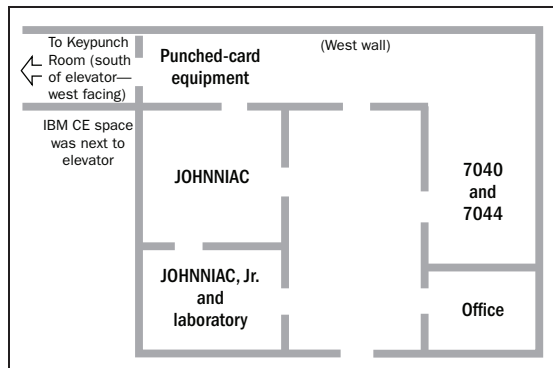 To Keypunch
Room (south
of elevator—
west facing)
IBM CE space
was next to
elevator
Punched-card
equipment
(West wall)
JOHNNIAC
JOHNNIAC, Jr.
and
laboratory
7040
and
7044
Office